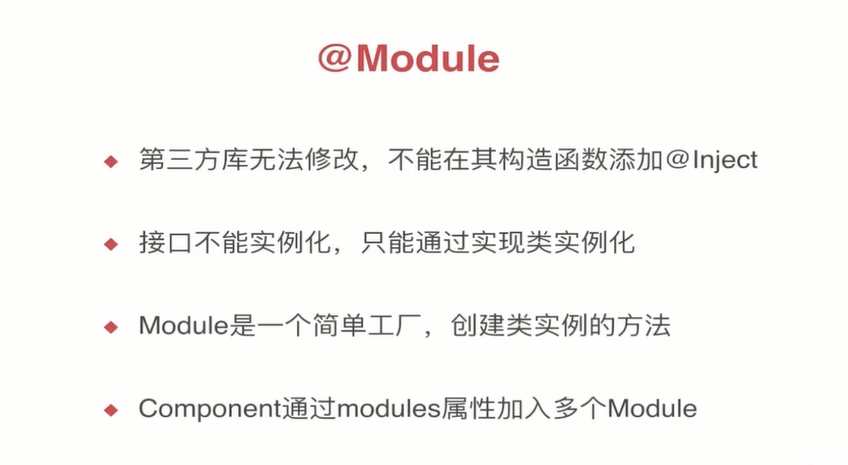 @Module
第三方库无法修改，不能在其构造函数添加@Inject
接口不能实例化，只能通过实现类实例化
Module是一个简单工厂，创建类实例的方法
Component通过modules属性加入多个Module